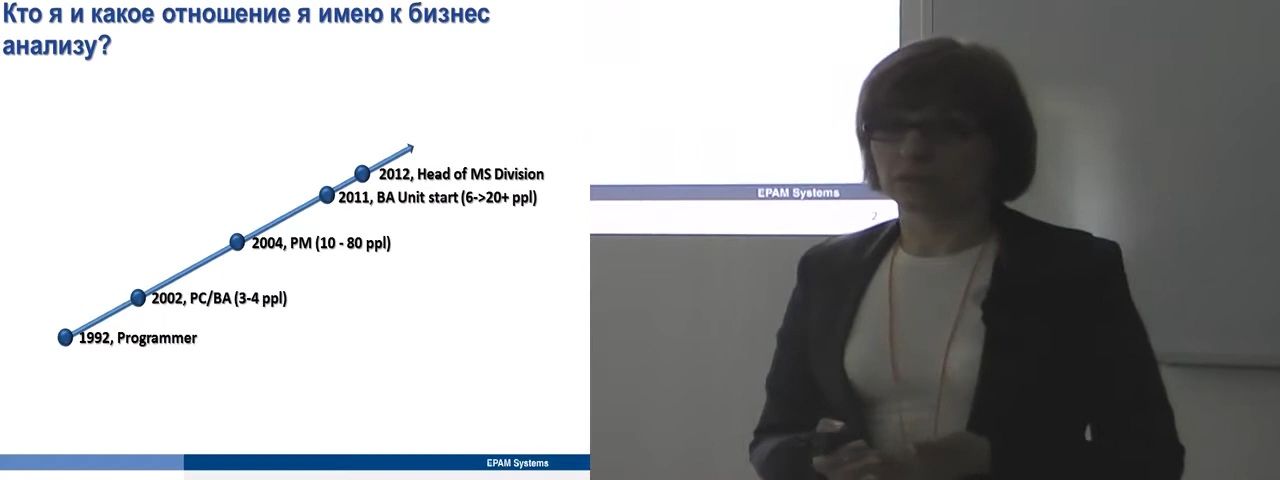 Кто я и какое отношение я имею к бизнес
анализу?
2012, Head of MS Division
2011, BA Unit start (6->20+ ppl)
2004, PM (10 - 80 ppl)
2002, PC/BA (3-4 ppl)
1992, Programmer
EPAM Systems
EPAM Systems
2